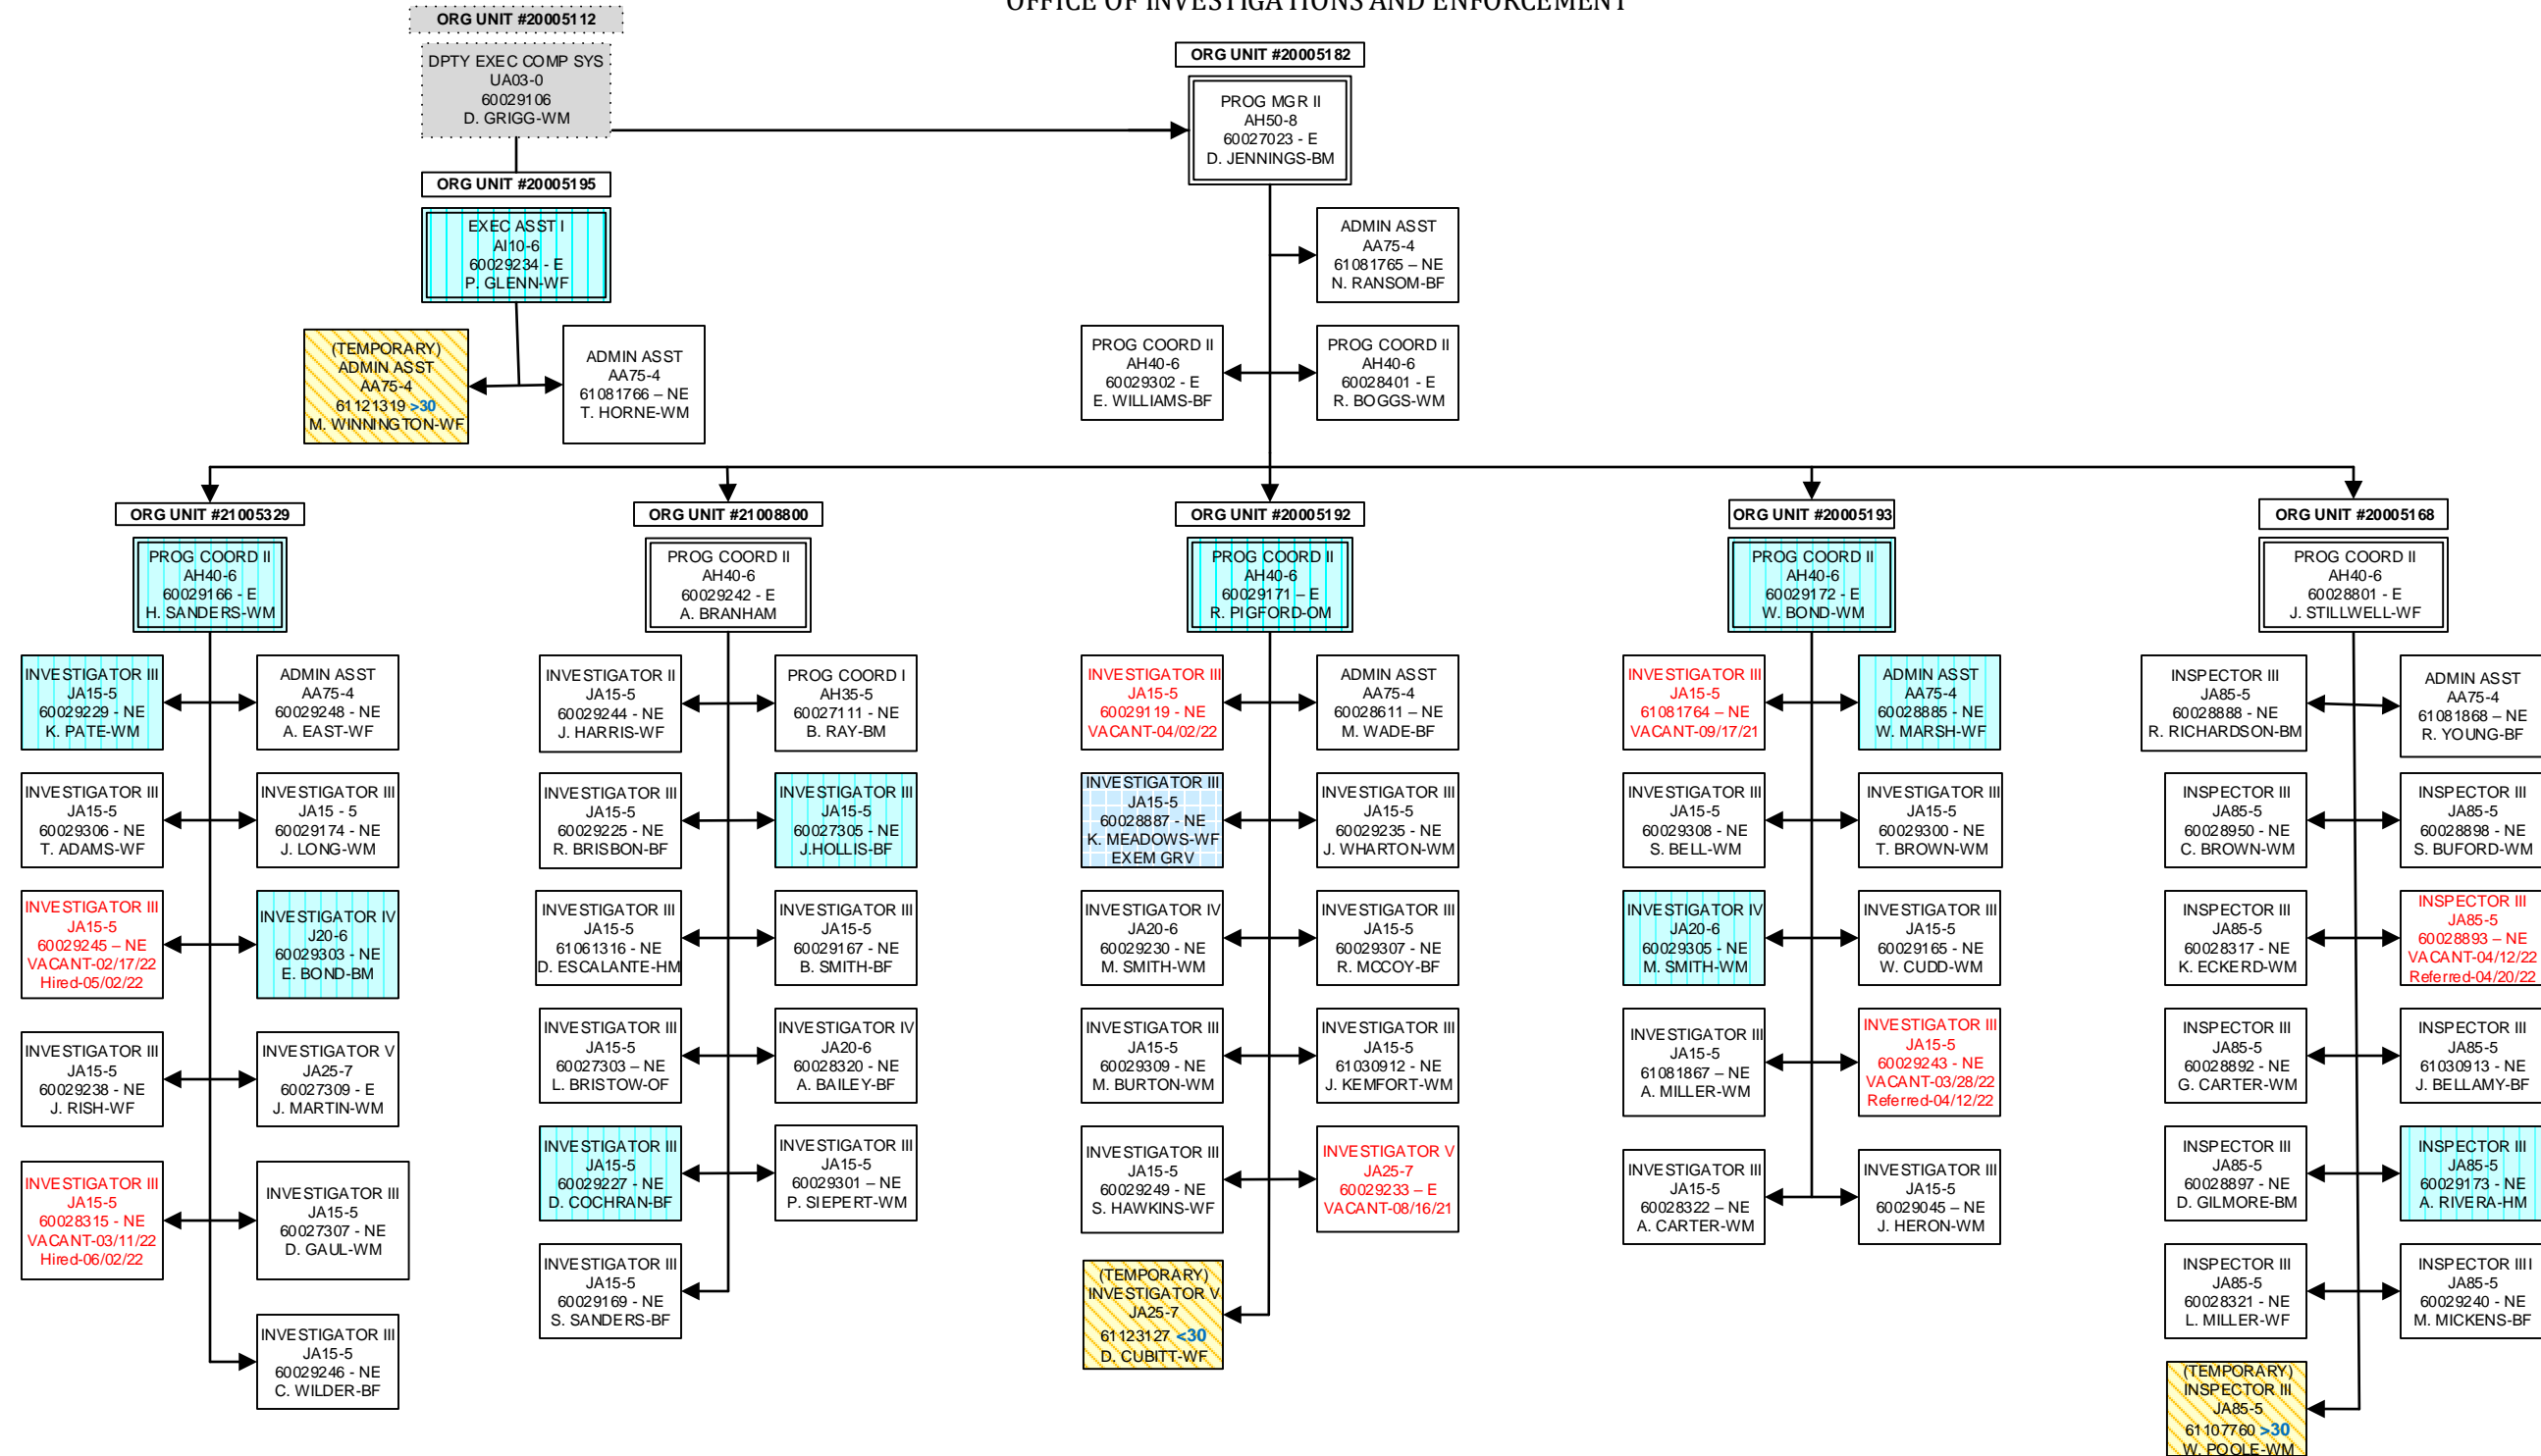 OFFICE OF INVESTIGATIONS AND ENFORCEMENT
ORG UNIT #20005112
DPTY EXEC COMP SYS
UA03-0
60029106
D. GRIGG-WM
ORG UNIT #20005182
PROG MGR II
AH50-8
60027023 - E
D. JENNINGS-BM
ORG UNIT #20005195
EXEC ASST I
AI10-6
60029234 - E
P. GLENN-WF
ADMIN ASST
AA75-4
61081765 – NE
N. RANSOM-BF
(TEMPORARY)
ADMIN ASST
AA75-4
61121319 >30
M. WINNINGTON-WF
ADMIN ASST
AA75-4
61081766 – NE
T. HORNE-WM
PROG COORD II
AH40-6
60029302 - E
E. WILLIAMS-BF
PROG COORD II
AH40-6
60028401 - E
R. BOGGS-WM
ORG UNIT #21005329
PROG COORD II
AH40-6
60029166 - E
H. SANDERS-WM
INVESTIGATOR III
JA15-5
60029229 - NE
K. PATE-WM
ADMIN ASST
AA75-4
60029248 - NE
A. EAST-WF
INVESTIGATOR III
JA15-5
60029306 - NE
T. ADAMS-WF
INVESTIGATOR III
JA15 - 5
60029174 - NE
J. LONG-WM
INVESTIGATOR III
JA15-5
60029245 – NE
VACANT-02/17/22
Hired-05/02/22
INVESTIGATOR IV
J20-6
60029303 - NE
E. BOND-BM
INVESTIGATOR III
JA15-5
60029238 - NE
J. RISH-WF
INVESTIGATOR V
JA25-7
60027309 - E
J. MARTIN-WM
INVESTIGATOR III
JA15-5
60028315 - NE
VACANT-03/11/22
Hired-06/02/22
INVESTIGATOR III
JA15-5
60027307 - NE
D. GAUL-WM
INVESTIGATOR III
JA15-5
60029246 - NE
C. WILDER-BF
ORG UNIT #21008800
PROG COORD II
AH40-6
60029242 - E
A. BRANHAM
INVESTIGATOR II
JA15-5
60029244 - NE
J. HARRIS-WF
PROG COORD I
AH35-5
60027111 - NE
B. RAY-BM
INVESTIGATOR III
JA15-5
60029225 - NE
R. BRISBON-BF
INVESTIGATOR III
JA15-5
60027305 - NE
J.HOLLIS-BF
INVESTIGATOR III
JA15-5
61061316 - NE
D. ESCALANTE-HM
INVESTIGATOR III
JA15-5
60029167 - NE
B. SMITH-BF
INVESTIGATOR III
JA15-5
60027303 – NE
L. BRISTOW-OF
INVESTIGATOR IV
JA20-6
60028320 - NE
A. BAILEY-BF
INVESTIGATOR III
JA15-5
60029227 - NE
D. COCHRAN-BF
INVESTIGATOR III
JA15-5
60029301 – NE
P. SIEPERT-WM
INVESTIGATOR III
JA15-5
60029169 - NE
S. SANDERS-BF
ORG UNIT #20005192
PROG COORD II
AH40-6
60029171 – E
R. PIGFORD-OM
INVESTIGATOR III
JA15-5
60029119 - NE
VACANT-04/02/22
ADMIN ASST
AA75-4
60028611 – NE
M. WADE-BF
INVESTIGATOR III
JA15-5
60028887 - NE
K. MEADOWS-WF
EXEM GRV
INVESTIGATOR III
JA15-5
60029235 - NE
J. WHARTON-WM
INVESTIGATOR IV
JA20-6
60029230 - NE
M. SMITH-WM
INVESTIGATOR III
JA15-5
60029307 - NE
R. MCCOY-BF
INVESTIGATOR III
JA15-5
60029309 - NE
M. BURTON-WM
INVESTIGATOR III
JA15-5
61030912 - NE
J. KEMFORT-WM
INVESTIGATOR III
JA15-5
60029249 - NE
S. HAWKINS-WF
INVESTIGATOR V
JA25-7
60029233 – E
VACANT-08/16/21
(TEMPORARY)
INVESTIGATOR V
JA25-7
61123127 <30
D. CUBITT-WF
ORG UNIT #20005193
PROG COORD II
AH40-6
60029172 - E
W. BOND-WM
INVESTIGATOR III
JA15-5
61081764 – NE
VACANT-09/17/21
ADMIN ASST
AA75-4
60028885 - NE
W. MARSH-WF
INVESTIGATOR III
JA15-5
60029308 - NE
S. BELL-WM
INVESTIGATOR III
JA15-5
60029300 - NE
T. BROWN-WM
INVESTIGATOR IV
JA20-6
60029305 - NE
M. SMITH-WM
INVESTIGATOR III
JA15-5
60029165 - NE
W. CUDD-WM
INVESTIGATOR III
JA15-5
61081867 – NE
A. MILLER-WM
INVESTIGATOR III
JA15-5
60029243 - NE
VACANT-03/28/22
Referred-04/12/22
INVESTIGATOR III
JA15-5
60028322 – NE
A. CARTER-WM
INVESTIGATOR III
JA15-5
60029045 – NE
J. HERON-WM
ORG UNIT #20005168
PROG COORD II
AH40-6
60028801 - E
J. STILLWELL-WF
INSPECTOR III
JA85-5
60028888 - NE
R. RICHARDSON-BM
ADMIN ASST
AA75-4
61081868 – NE
R. YOUNG-BF
INSPECTOR III
JA85-5
60028950 - NE
C. BROWN-WM
INSPECTOR III
JA85-5
60028898 - NE
S. BUFORD-WM
INSPECTOR III
JA85-5
60028317 - NE
K. ECKERD-WM
INSPECTOR III
JA85-5
60028893 – NE
VACANT-04/12/22
Referred-04/20/22
INSPECTOR III
JA85-5
60028892 - NE
G. CARTER-WM
INSPECTOR III
JA85-5
61030913 - NE
J. BELLAMY-BF
INSPECTOR III
JA85-5
60028897 - NE
D. GILMORE-BM
INSPECTOR III
JA85-5
60029173 - NE
A. RIVERA-HM
INSPECTOR III
JA85-5
60028321 - NE
L. MILLER-WF
INSPECTOR IIII
JA85-5
60029240 - NE
M. MICKENS-BF
(TEMPORARY)
INSPECTOR III
JA85-5
61107760 >30
W. POOLE-WM